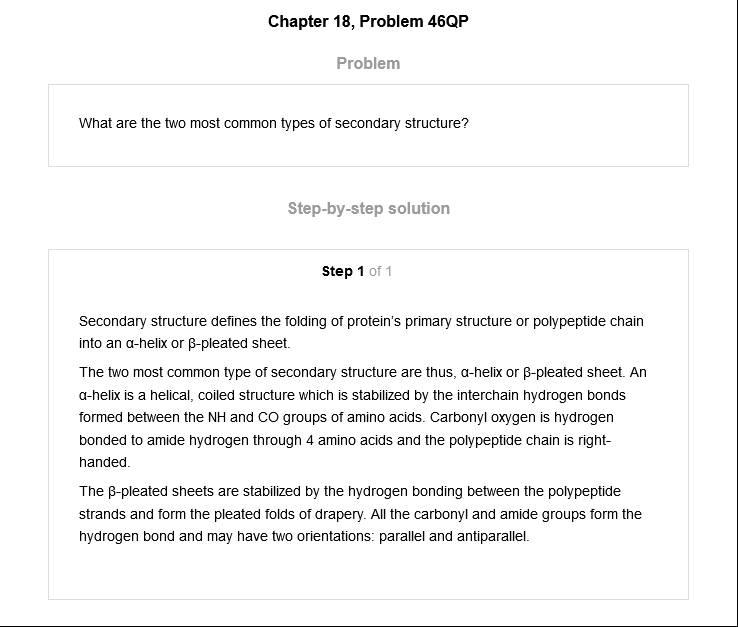 Chapter 18, Problem 46QP
Problem
What are the two most common types of secondary structure?
Step-by-step solution
Step 1 of 1
Secondary structure defines the folding of protein's primary structure or polypeptide chain
into an α-helix or β-pleated sheet.
The two most common type of secondary structure are thus, α-helix or β-pleated sheet. An
α-helix is a helical, coiled structure which is stabilized by the interchain hydrogen bonds
formed between the NH and CO groups of amino acids. Carbonyl oxygen is hydrogen
bonded to amide hydrogen through 4 amino acids and the polypeptide chain is right-
handed.
The β-pleated sheets are stabilized by the hydrogen bonding between the polypeptide
strands and form the pleated folds of drapery. All the carbonyl and amide groups form the
hydrogen bond and may have two orientations: parallel and antiparallel.